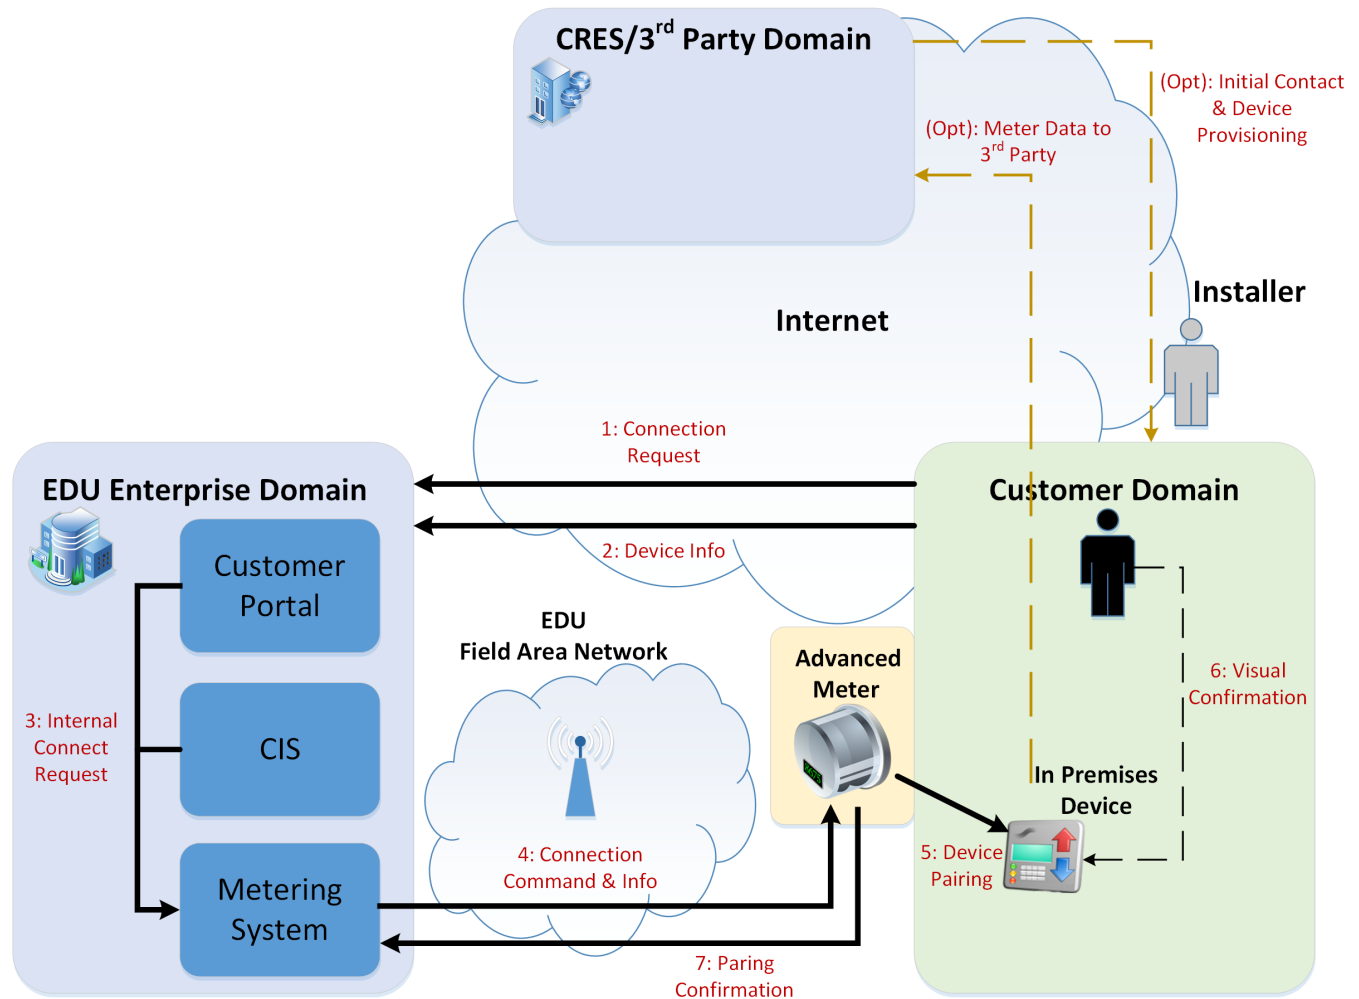 CRES/3rd Party Domain
(Opt): Initial Contact
& Device
Provisioning
(Opt): Meter Data to
3rd Party
Installer
Internet
1: Connection
Request
EDU Enterprise Domain
Customer Domain
2: Device Info
Customer
Portal
EDU
Field Area Network
Advanced
Meter
6: Visual
Confirmation
3: Internal
Connect
Request
CIS
In Premises
Device
4: Connection
Command & Info
5: Device
Pairing
Metering
System
7: Paring
Confirmation